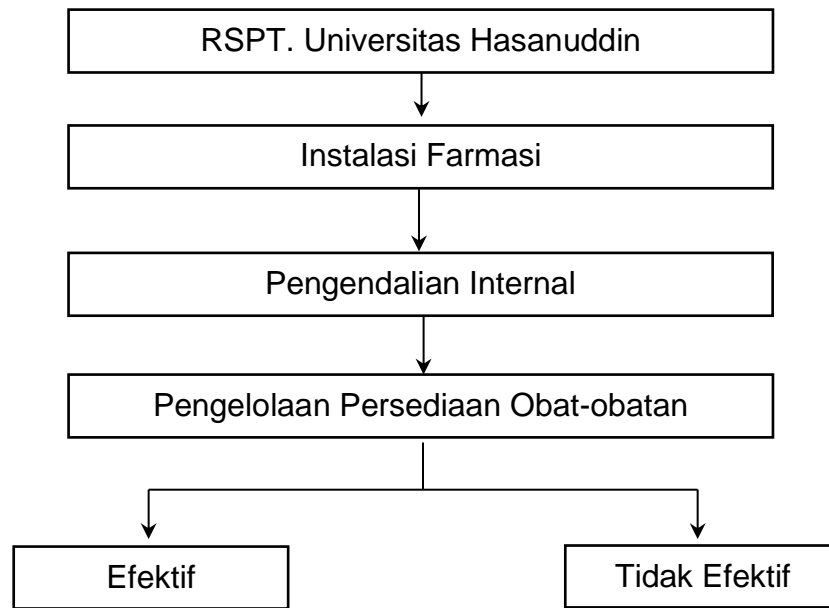 RSPT. Universitas Hasanuddin
Instalasi Farmasi
Pengendalian Internal
Pengelolaan Persediaan Obat-obatan
Efektif
Tidak Efektif